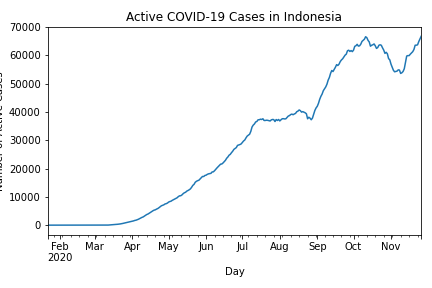 Active COVID-19 Cases in Indonesia
70000
60000
50000
40000
30000
20000
10000
0
Number of Active Cases
Feb Mar Apr May Jun Jul Aug Sep Oct Nov
2020
Day